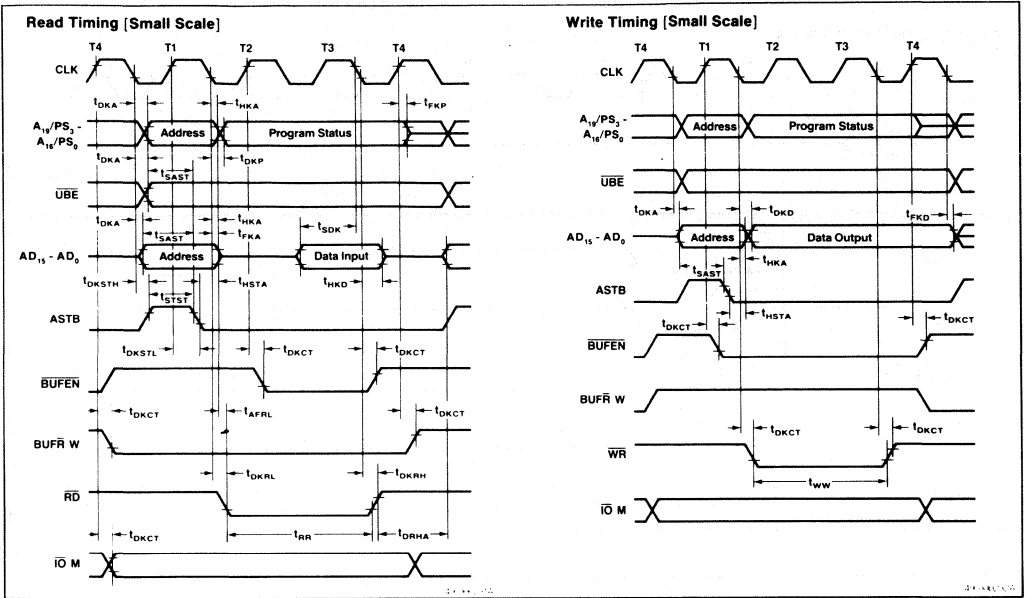 Read Timing [Small Scale]
T4 T1 T2 T3 T4
CLK
tDKA tHKA tFKP
A19/PS3 -
A16/PS0
Address Program Status
tDKA tDKP
tSAST
UBE
tDKA tHKA
tSAST tFKA tSDK
AD15 - AD0 Address Data Input
tDKSTH tSTST tHSTA tHKD
ASTB
tDKSTL tDKCT tDKCT
BUFEN
tDKCT tAFRL tDKCT
BUFR W
tDKRL tDKRH
RD
tDKCT tRR tDRHA
IO M
Write Timing [Small Scale]
T4 T1 T2 T3 T4
CLK
A19/PS3 -
A16/PS0
Address Program Status
UBE
tDKA tDKD tFKD
AD15 - AD0 Address Data Output
tSAST tHKA
ASTB
tHSTA
tDKCT tDKCT
BUFEN
BUFR W
tDKCT tDKCT
WR
tWW
IO M